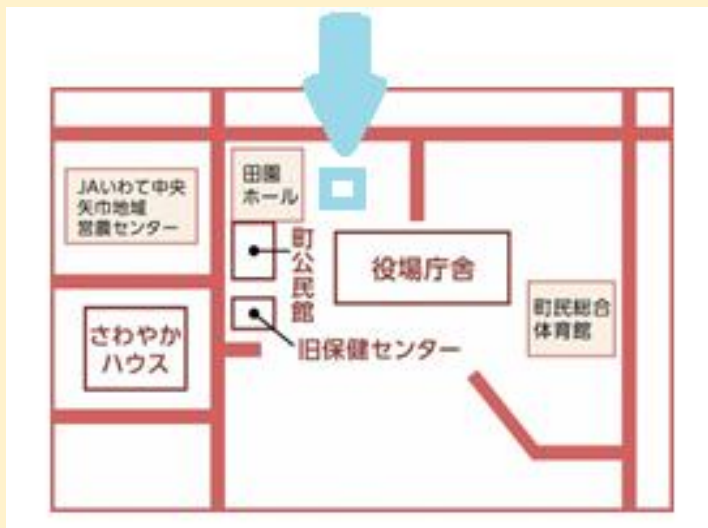 JAいわて中央
矢巾地域
営農センター
田園
ホール
町公民館
役場庁舎
町民総合
体育館
さわやか
ハウス
旧保健センター